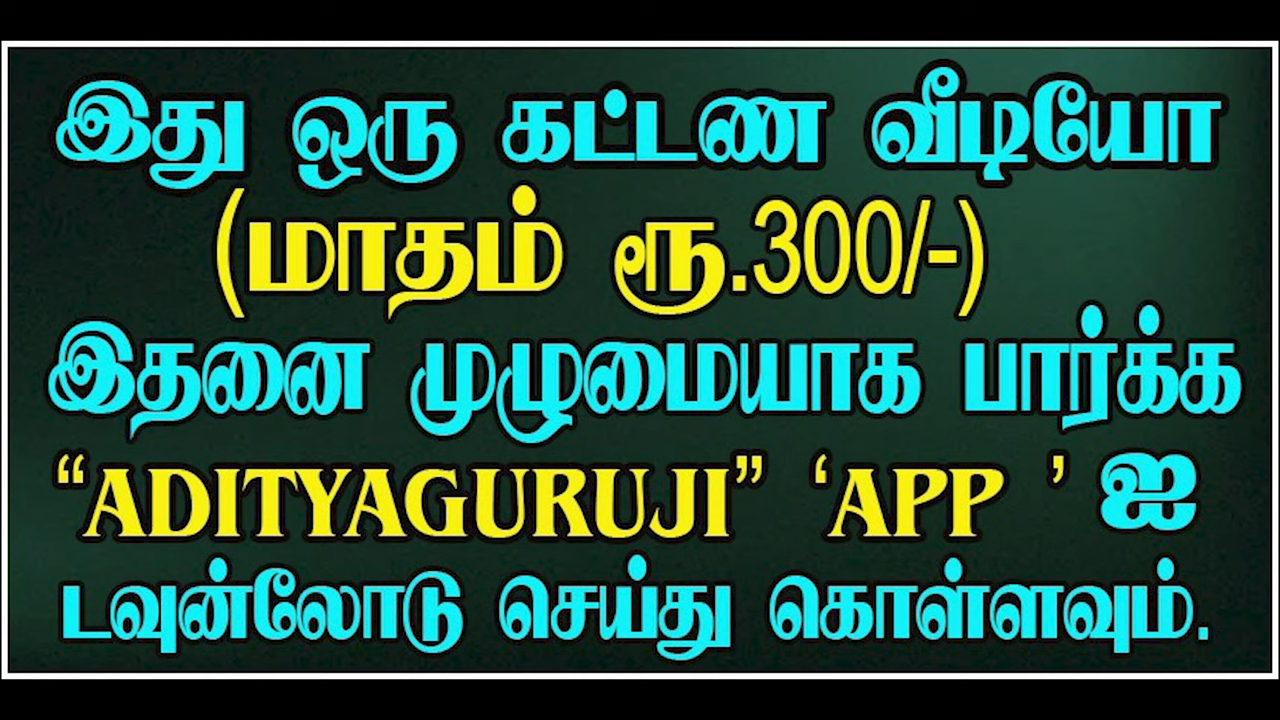 இது ஒரு கட்டண வீடியோ
(மாதம் ரூ.300/-)
இதனை முழுமையாக பார்க்க
“ADITYAGURUJI” ‘APP ’ ஐ
டவுன்லோடு செய்து கொள்ளவும்.